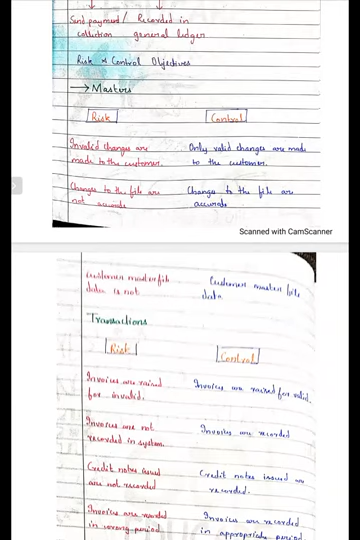 Send payment / Recorded in
collection general ledger
Risk & Control Objectives
→ Masters
Risk Control
Invalid changes are Only valid changes are made
made to the customer. to the customer.
Changes to the file are Changes to the file are
not accurate accurate.
Scanned with CamScanner
Customer master file Customer master file
data is not data
Transactions
Risk Control
Invoices are raised Invoices are raised for valid.
for invalid.
Invoices are not Invoices are recorded
recorded in system.
Credit notes issued Credit notes issued are
are not recorded recorded.
Invoices are recorded Invoices are recorded
in wrong period in appropriate period